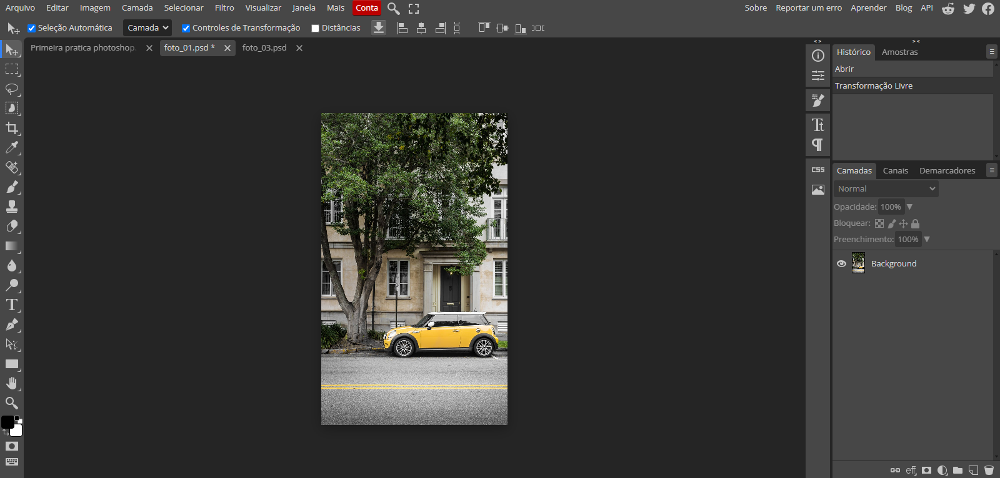 Arquivo Editar Imagem Camada Selecionar Filtro Visualizar Janela Mais Conta Sobre Reportar um erro Aprender Blog API
Seleção Automática Camada Controles de Transformação Distâncias
Primeira pratica photoshop. foto_01.psd * foto_03.psd
< > > <
Histórico Amostras
Abrir
Transformação Livre
Tt
CSS
Camadas Canais Demarcadores
Normal
Opacidade: 100%
Bloquear:
Preenchimento: 100%
Background
T
eff